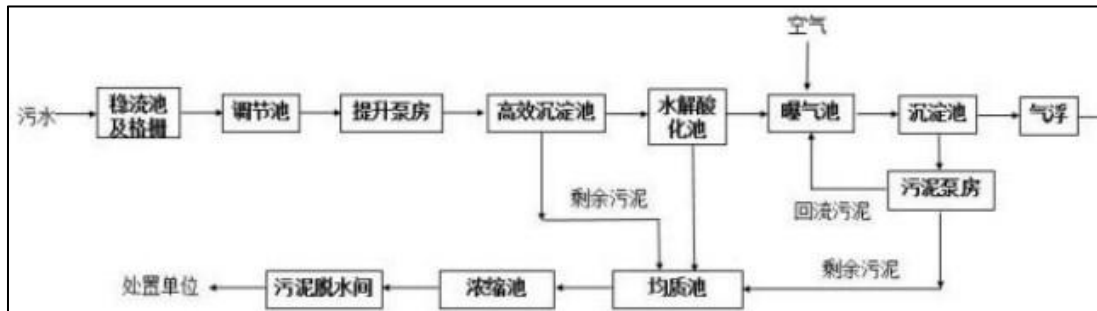 空气
污水
稳流池
及格栅
调节池
提升泵房
高效沉淀池
水解酸
化池
曝气池
沉淀池
气浮
污泥泵房
剩余污泥
回流污泥
剩余污泥
处置单位
污泥脱水间
浓缩池
均质池